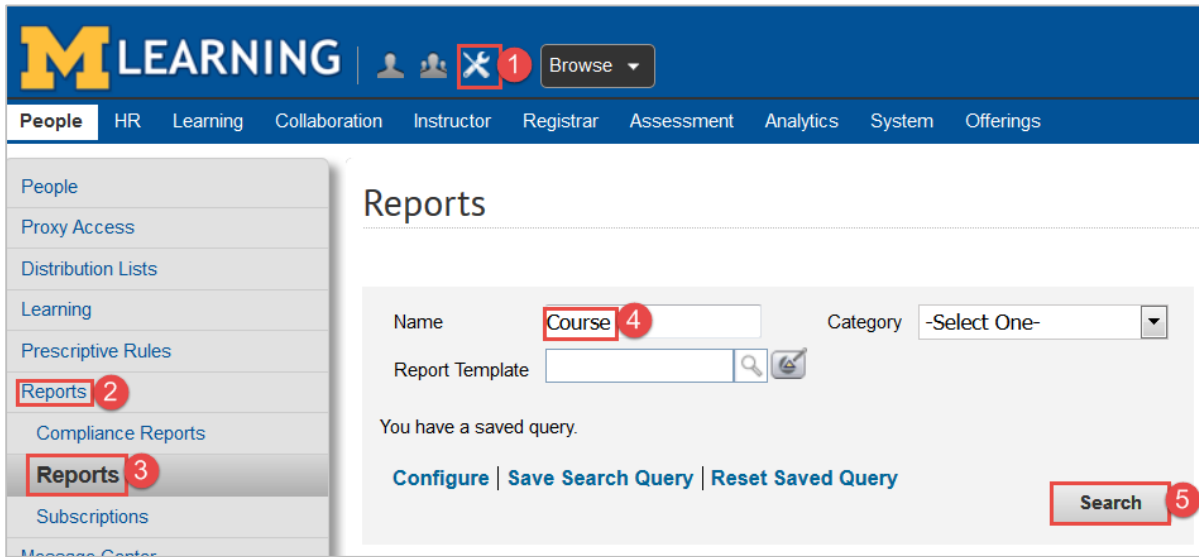 M LEARNING 1 Browse
People HR Learning Collaboration Instructor Registrar Assessment Analytics System Offerings
People
Proxy Access
Distribution Lists
Learning
Prescriptive Rules
Reports 2
Compliance Reports
Reports 3
Subscriptions
Message Center
Reports
Name Course 4 Category -Select One-
Report Template
You have a saved query.
Configure | Save Search Query | Reset Saved Query
Search 5